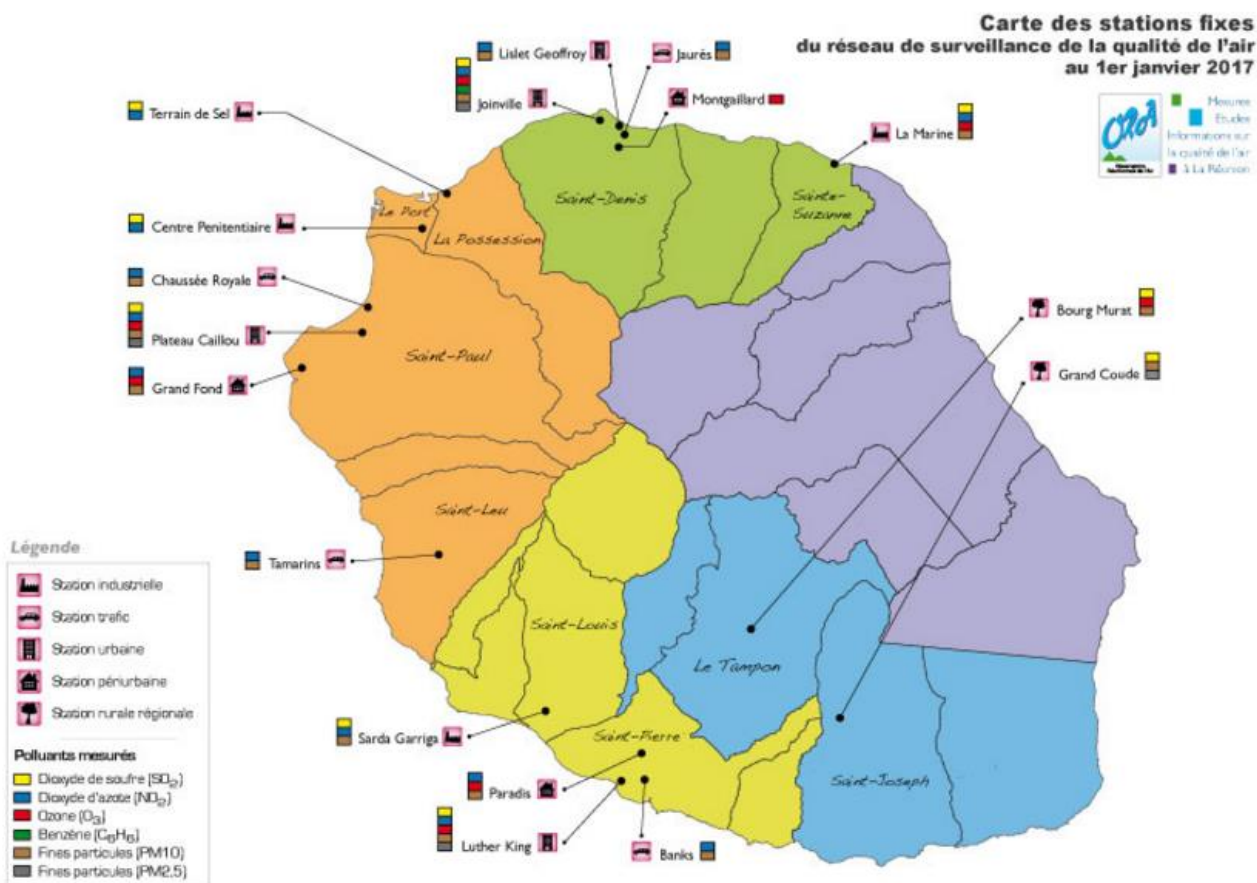 Carte des stations fixes
du réseau de surveillance de la qualité de l'air
au 1er janvier 2017
ORA
Mesures
Etudes
Informations sur
la qualité de l'air
à La Réunion
Lislet Geoffroy
Jaurès
Joinville
Montgaillard
Terrain de Sel
La Marine
Saint-Denis
Sainte-
Suzanne
Le Port
La Possession
Centre Penitentiaire
Chaussée Royale
Bourg Murat
Plateau Caillou
Saint-Paul
Grand Coude
Grand Fond
Saint-Leu
Tamarins
Saint-Louis
Le Tampon
Sarda Garriga
Saint-Pierre
Saint-Joseph
Paradis
Luther King
Banks
Légende
Station industrielle
Station trafic
Station urbaine
Station périurbaine
Station rurale régionale
Polluants mesurés
Dioxyde de soufre (SO₂)
Dioxyde d'azote (NO₂)
Ozone (O₃)
Benzène (C₆H₆)
Fines particules (PM10)
Fines particules (PM2,5)